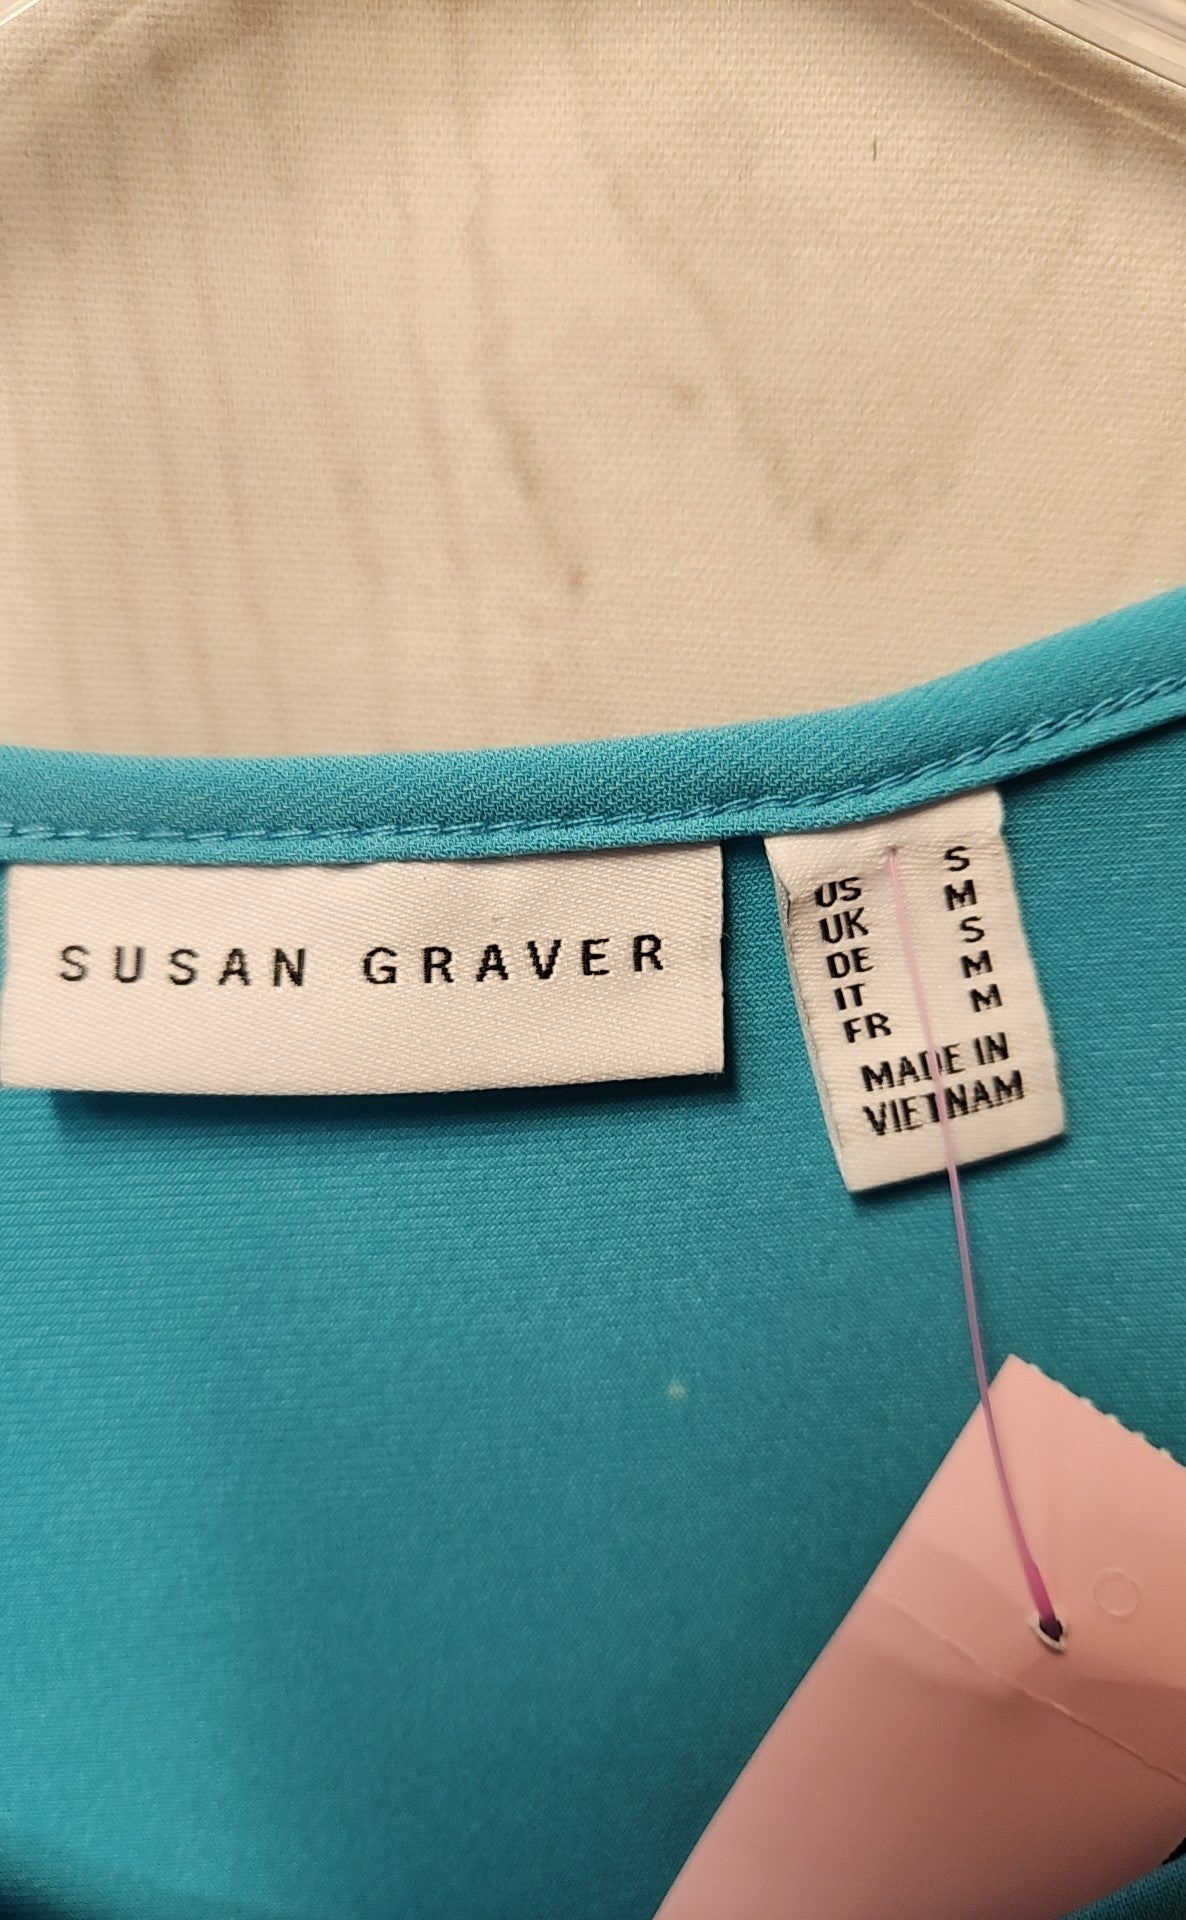 SUSAN GRAVER
US S
UK M
DE S
IT M
FR M
MADE IN
VIETNAM